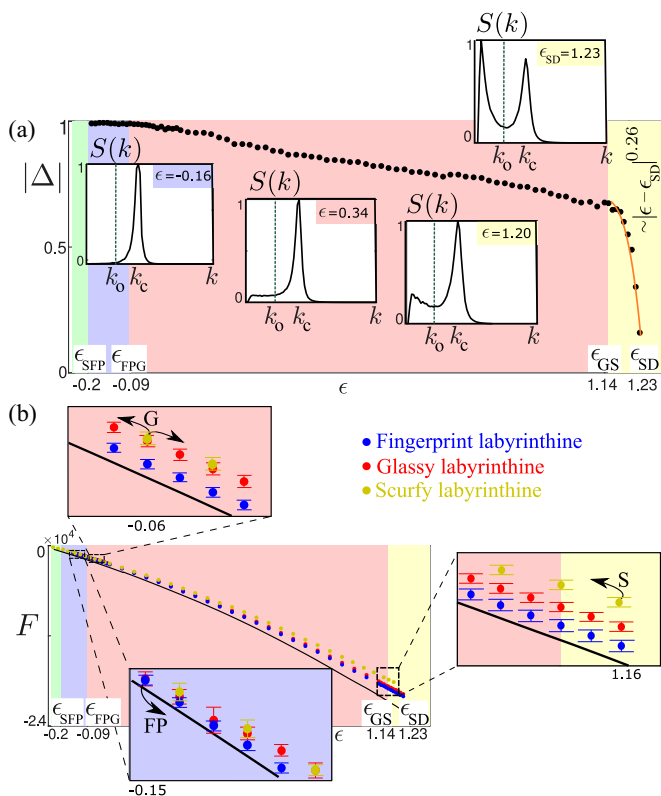 S(k)
1
ϵ_SD=1.23
0
k_o k_c k
(a)
1
|Δ|
0.5
0
S(k)
1
ϵ=-0.16
0
k_o k_c k
S(k)
1
ϵ=0.34
0
k_o k_c k
S(k)
1
ϵ=1.20
0
k_o k_c k
~|ϵ-ϵ_SD|^0.26
ϵ_SFP ϵ_FPG ϵ_GS ϵ_SD
-0.2 -0.09 ϵ 1.14 1.23
(b)
G
-0.06
Fingerprint labyrinthine
Glassy labyrinthine
Scurfy labyrinthine
×10^4
0
F
-2.4
S
1.16
FP
-0.15
ϵ_SFP ϵ_FPG ϵ_GS ϵ_SD
-0.2 -0.09 ϵ 1.14 1.23